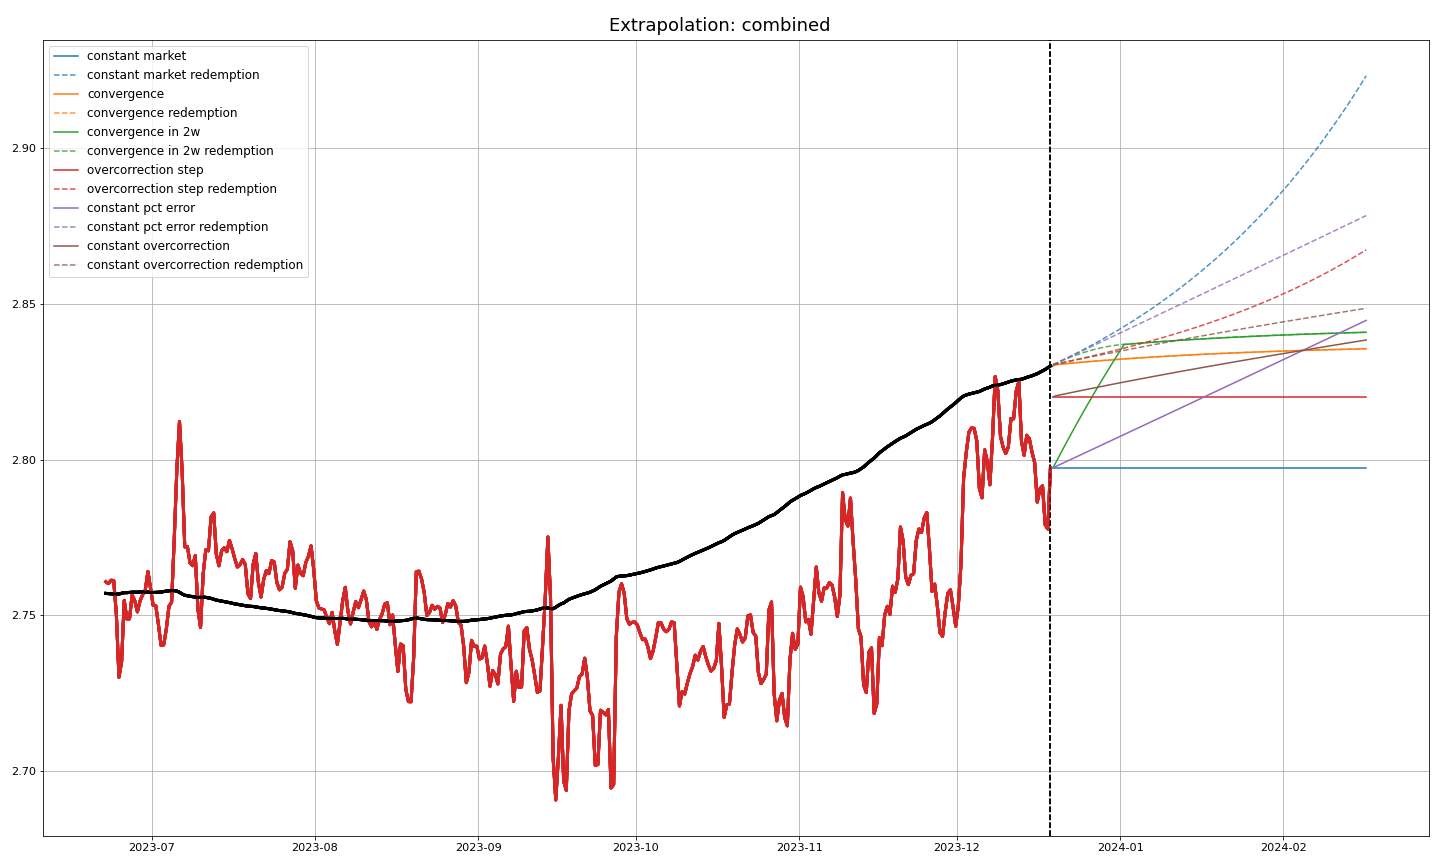 Extrapolation: combined
constant market
constant market redemption
convergence
convergence redemption
convergence in 2w
convergence in 2w redemption
overcorrection step
overcorrection step redemption
constant pct error
constant pct error redemption
constant overcorrection
constant overcorrection redemption
2.90
2.85
2.80
2.75
2.70
2023-07
2023-08
2023-09
2023-10
2023-11
2023-12
2024-01
2024-02